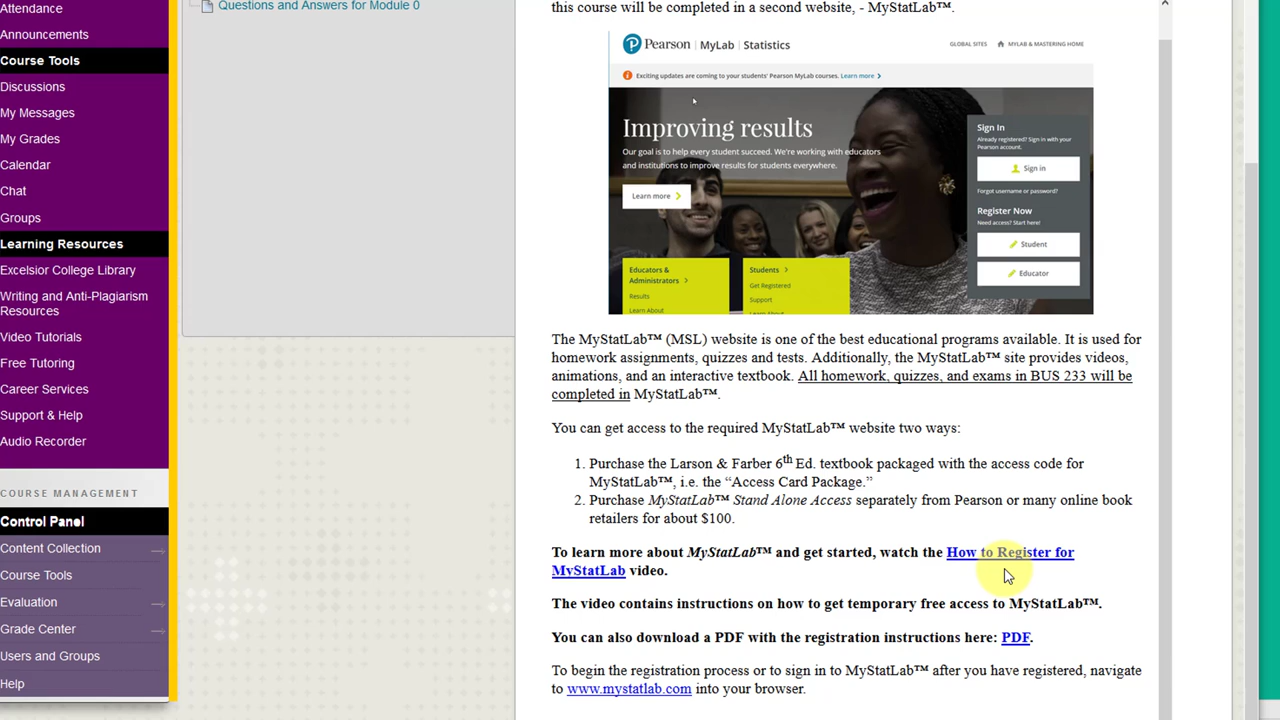 Attendance
Announcements
Course Tools
Discussions
My Messages
My Grades
Calendar
Chat
Groups
Learning Resources
Excelsior College Library
Writing and Anti-Plagiarism
Resources
Video Tutorials
Free Tutoring
Career Services
Support & Help
Audio Recorder
COURSE MANAGEMENT
Control Panel
Content Collection
Course Tools
Evaluation
Grade Center
Users and Groups
Help
Questions and Answers for Module 0
this course will be completed in a second website, - MyStatLab™.
Pearson | MyLab | Statistics
GLOBAL SITES MYLAB & MASTERING HOME
Exciting updates are coming to your students' Pearson MyLab courses. Learn more
Improving results
Our goal is to help every student succeed. We're working with educators
and institutions to improve results for students everywhere.
Learn more
Educators &
Administrators
Results
Learn About
Students
Get Registered
Support
Learn About
Sign In
Already registered? Sign in with your
Pearson account.
Sign in
Forgot username or password?
Register Now
Need access? Start here!
Student
Educator
The MyStatLab™ (MSL) website is one of the best educational programs available. It is used for
homework assignments, quizzes and tests. Additionally, the MyStatLab™ site provides videos,
animations, and an interactive textbook. All homework, quizzes, and exams in BUS 233 will be
completed in MyStatLab™.
You can get access to the required MyStatLab™ website two ways:
1. Purchase the Larson & Farber 6th Ed. textbook packaged with the access code for
MyStatLab™, i.e. the “Access Card Package.”
2. Purchase MyStatLab™ Stand Alone Access separately from Pearson or many online book
retailers for about $100.
To learn more about MyStatLab™ and get started, watch the How to Register for
MyStatLab video.
The video contains instructions on how to get temporary free access to MyStatLab™.
You can also download a PDF with the registration instructions here: PDF.
To begin the registration process or to sign in to MyStatLab™ after you have registered, navigate
to www.mystatlab.com into your browser.